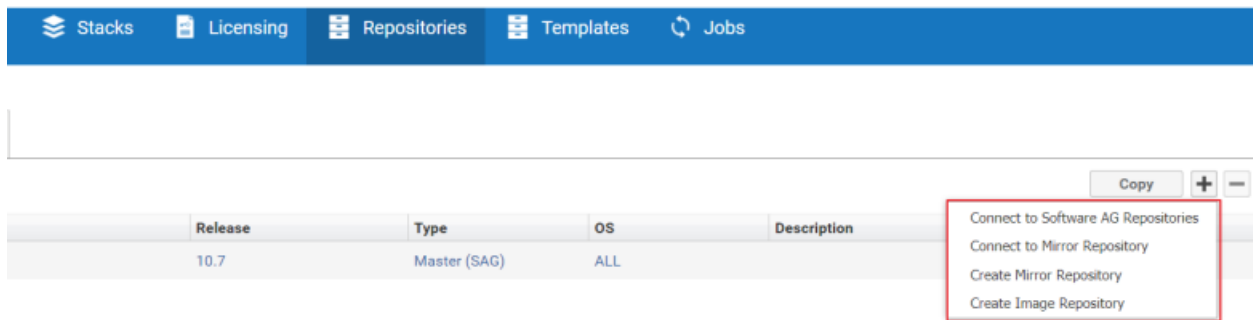 Stacks Licensing Repositories Templates Jobs
Copy
Release Type OS Description
10.7 Master (SAG) ALL
Connect to Software AG Repositories
Connect to Mirror Repository
Create Mirror Repository
Create Image Repository